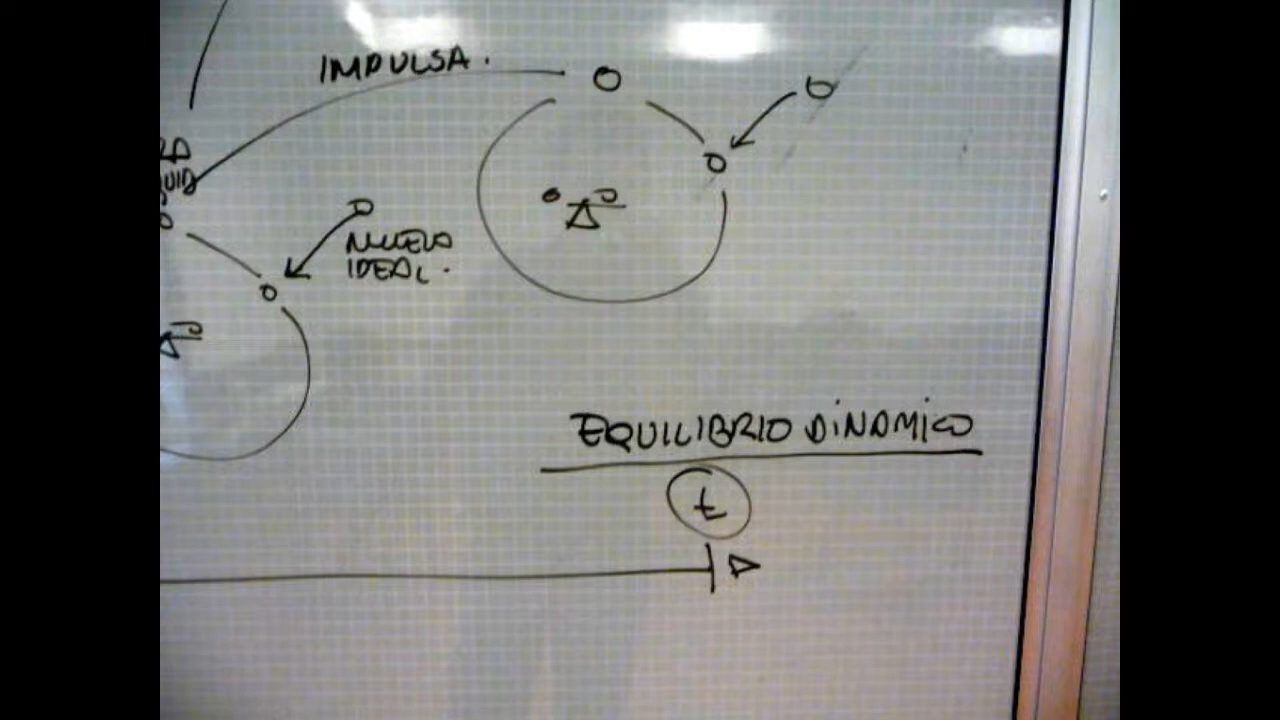 IMPULSA.
NUEVO
IDEAL.
EQUILIBRIO DiNAMiCO
t